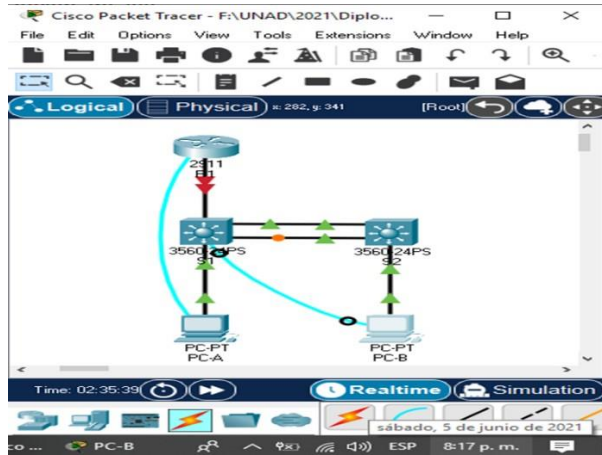 Cisco Packet Tracer - F:\UNAD\2021\Diplo...
File Edit Options View Tools Extensions Window Help
Logical Physical x: 282, y: 341 [Root]
2911
R1
3560-24PS
S1
3560-24PS
S2
PC-PT
PC-A
PC-PT
PC-B
Time: 02:35:39 Realtime Simulation
sábado, 5 de junio de 2021
co ... PC-B ESP 8:17 p. m.